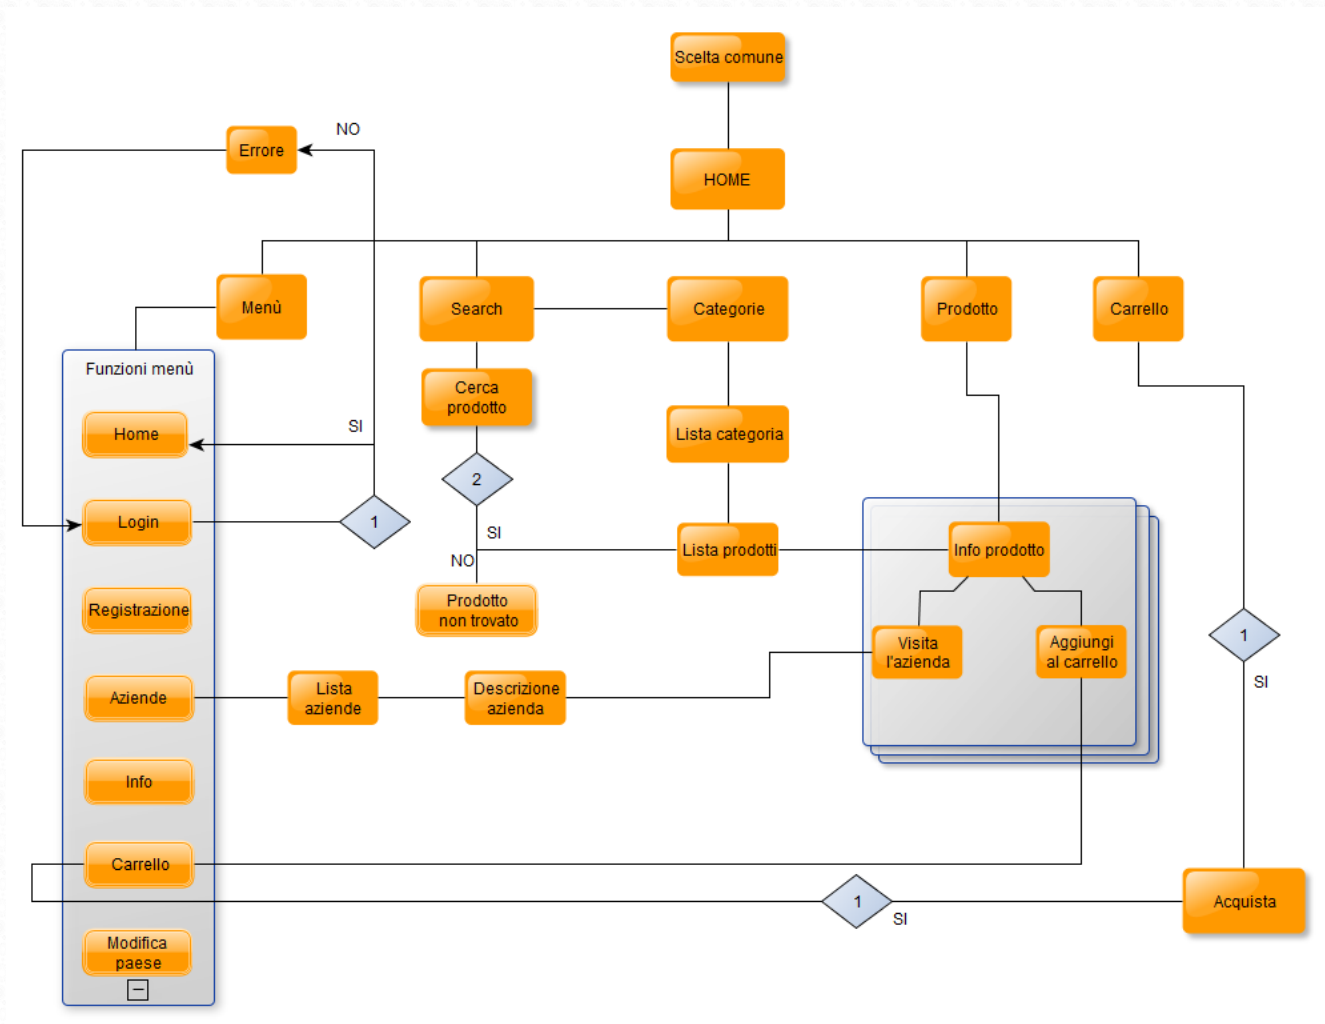 Scelta comune
NO
Errore
HOME
Menù
Search
Categorie
Prodotto
Carrello
Funzioni menù
Cerca
prodotto
Home
SI
Lista categoria
2
Login
1
SI
NO
Lista prodotti
Info prodotto
Registrazione
Prodotto
non trovato
Visita
l'azienda
Aggiungi
al carrello
1
SI
Aziende
Lista
aziende
Descrizione
azienda
Info
Carrello
1
SI
Acquista
Modifica
paese